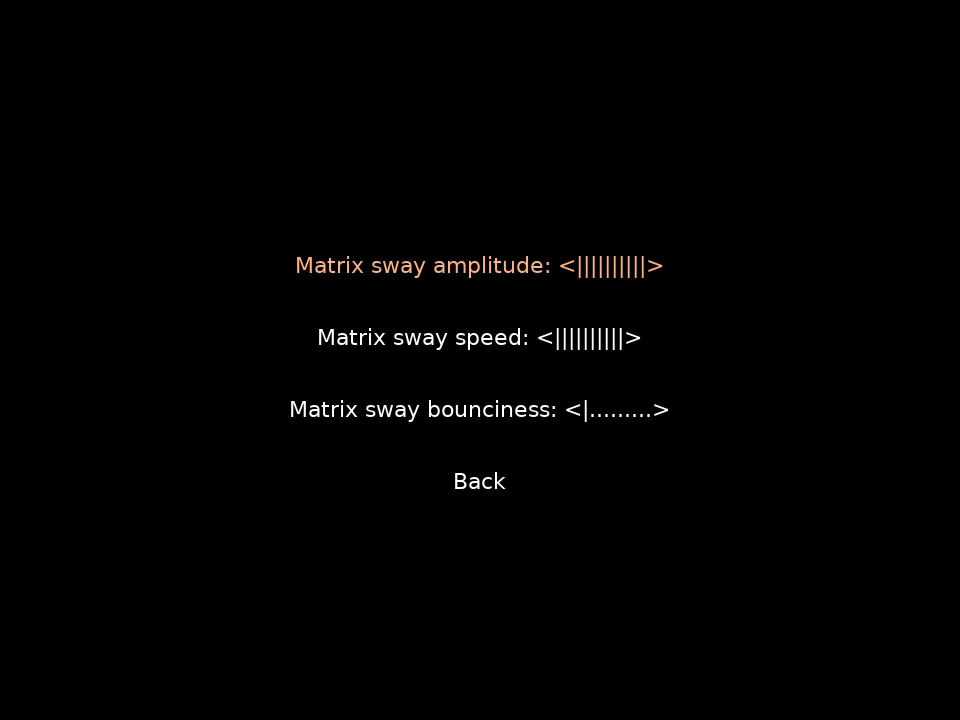 Matrix sway amplitude: <||||||||||>
Matrix sway speed: <||||||||||>
Matrix sway bounciness: <|.........>
Back